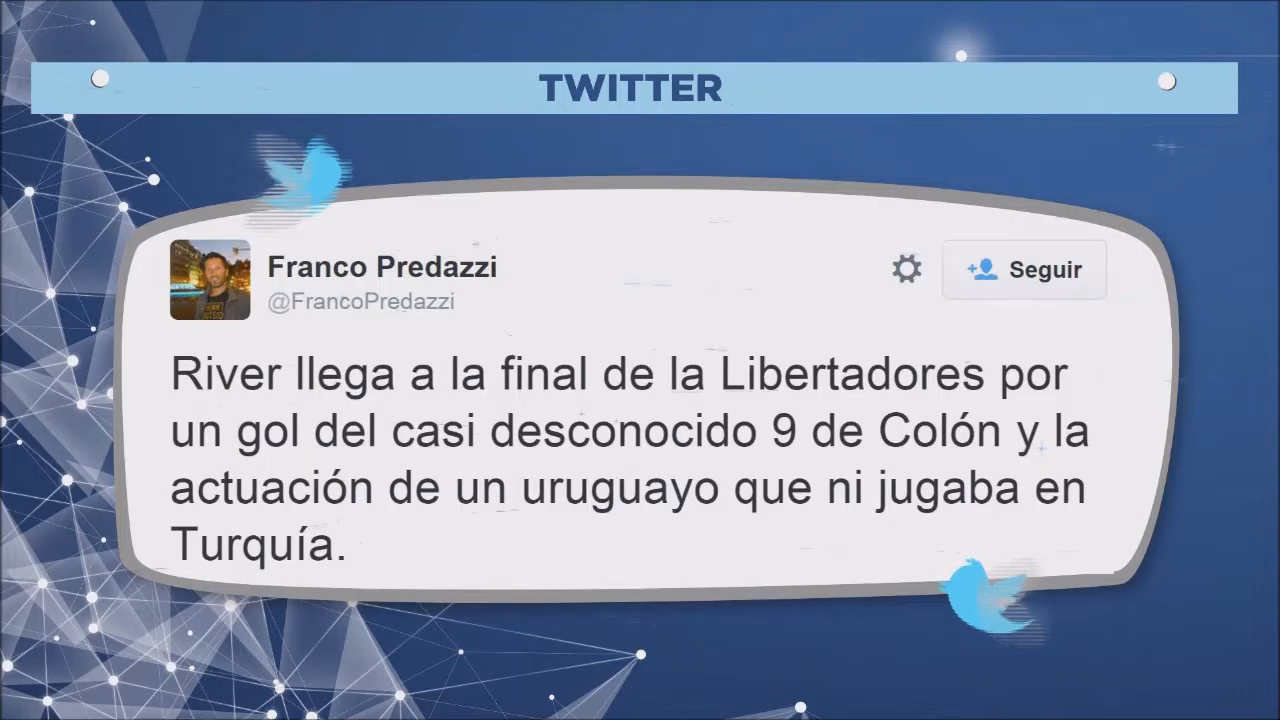 TWITTER
Franco Predazzi
@FrancoPredazzi
Seguir
River llega a la final de la Libertadores por
un gol del casi desconocido 9 de Colón y la
actuación de un uruguayo que ni jugaba en
Turquía.